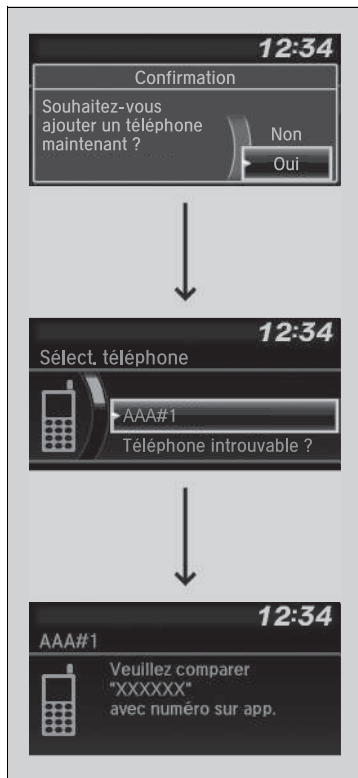 12:34
Confirmation
Souhaitez-vous
ajouter un téléphone
maintenant ?
Non
Oui
12:34
Sélect. téléphone
AAA#1
Téléphone introuvable ?
12:34
AAA#1
Veuillez comparer
"XXXXXX"
avec numéro sur app.